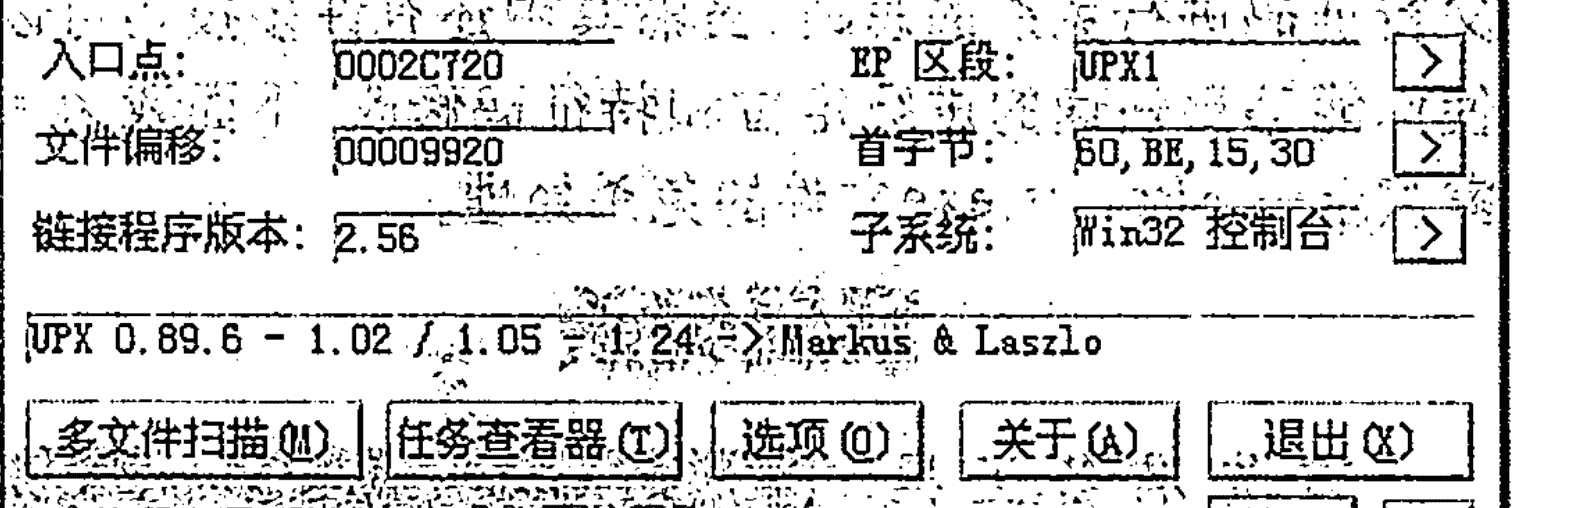 入口点: 0002C720 EP 区段: UPX1 >
文件偏移: 00009920 首字节: 60,BE,15,30 >
链接程序版本: 2.56 子系统: Win32 控制台 >
UPX 0.89.6 - 1.02 / 1.05 - 1.24 -> Markus & Laszlo
多文件扫描(M) 任务查看器(T) 选项(O) 关于(A) 退出(X)